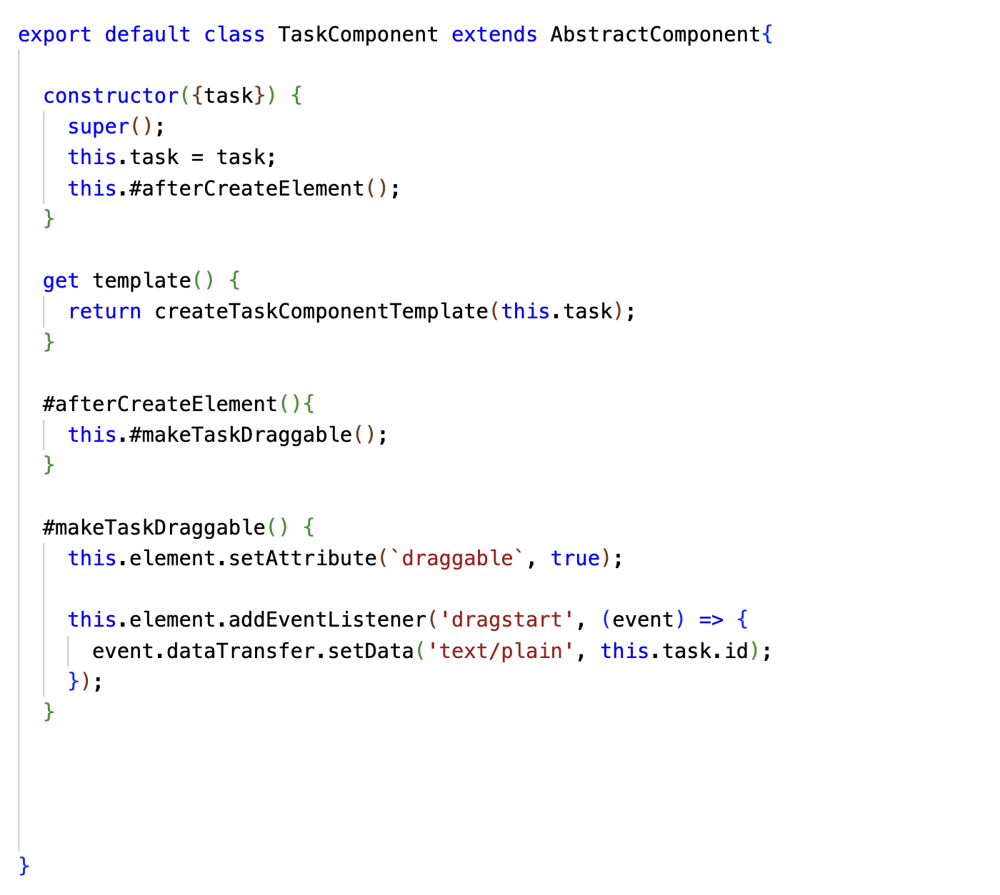 export default class TaskComponent extends AbstractComponent{
constructor({task}) {
super();
this.task = task;
this.#afterCreateElement();
}
get template() {
return createTaskComponentTemplate(this.task);
}
#afterCreateElement(){
this.#makeTaskDraggable();
}
#makeTaskDraggable() {
this.element.setAttribute(`draggable`, true);
this.element.addEventListener('dragstart', (event) => {
event.dataTransfer.setData('text/plain', this.task.id);
});
}
}